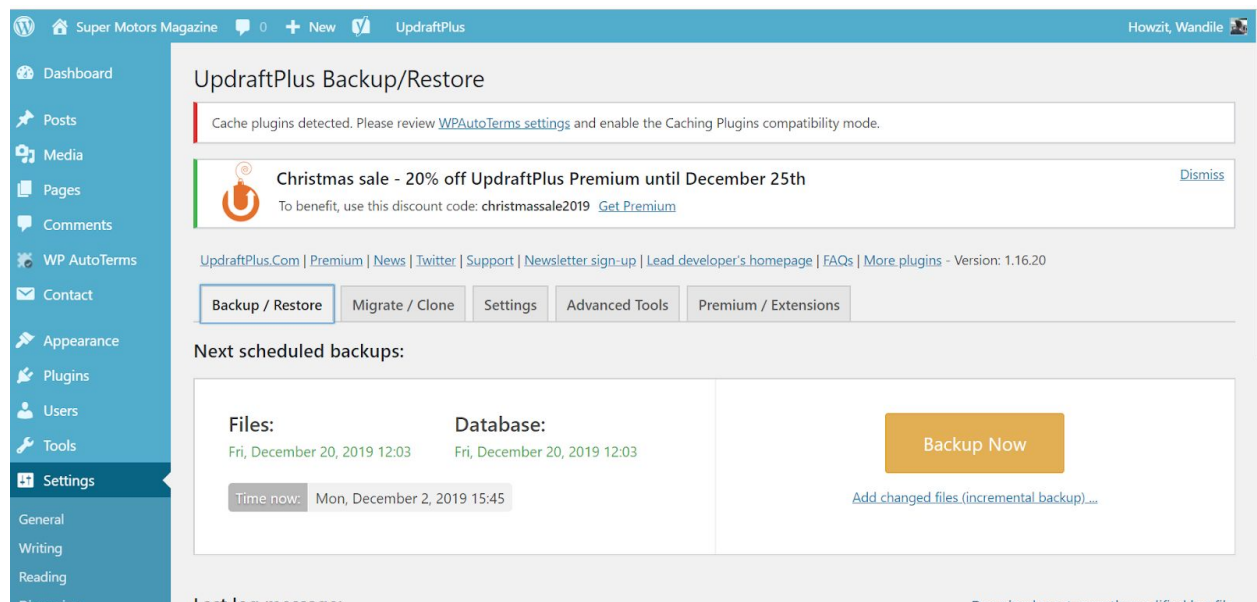 Super Motors Magazine 0 + New UpdraftPlus Howzit, Wandile
Dashboard
Posts
Media
Pages
Comments
WP AutoTerms
Contact
Appearance
Plugins
Users
Tools
Settings
General
Writing
Reading
UpdraftPlus Backup/Restore
Cache plugins detected. Please review WPAutoTerms settings and enable the Caching Plugins compatibility mode.
Christmas sale - 20% off UpdraftPlus Premium until December 25th
Dismiss
To benefit, use this discount code: christmassale2019 Get Premium
UpdraftPlus.Com | Premium | News | Twitter | Support | Newsletter sign-up | Lead developer's homepage | FAQs | More plugins - Version: 1.16.20
Backup / Restore Migrate / Clone Settings Advanced Tools Premium / Extensions
Next scheduled backups:
Files: Database:
Fri, December 20, 2019 12:03 Fri, December 20, 2019 12:03
Time now: Mon, December 2, 2019 15:45
Backup Now
Add changed files (incremental backup) ...